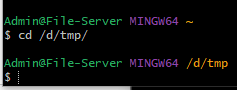 Admin@File-Server MINGW64 ~
$ cd /d/tmp/
Admin@File-Server MINGW64 /d/tmp
$